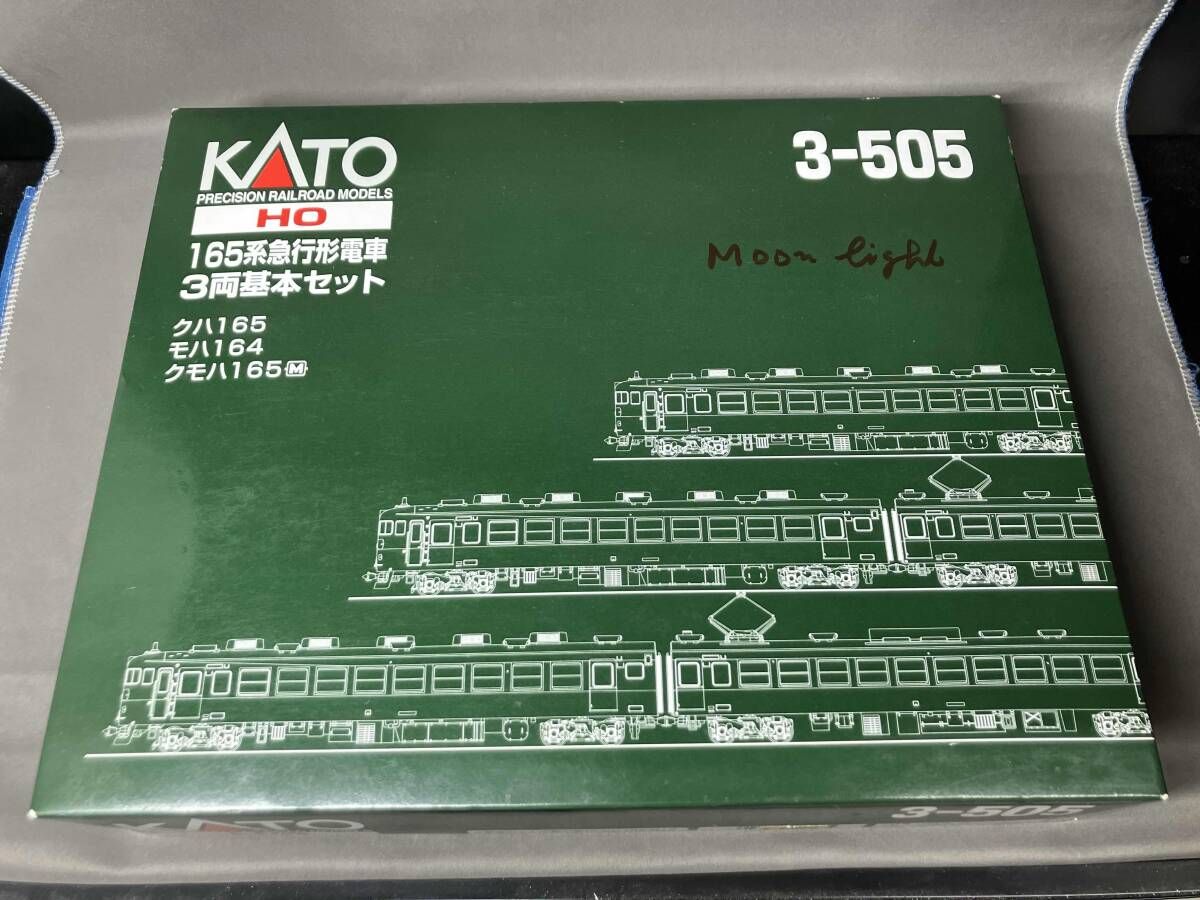 KATO
PRECISION RAILROAD MODELS
HO
165系急行形電車
3両基本セット
クハ165
モハ164
クモハ165M
3-505
Moon light
KATO
3-505